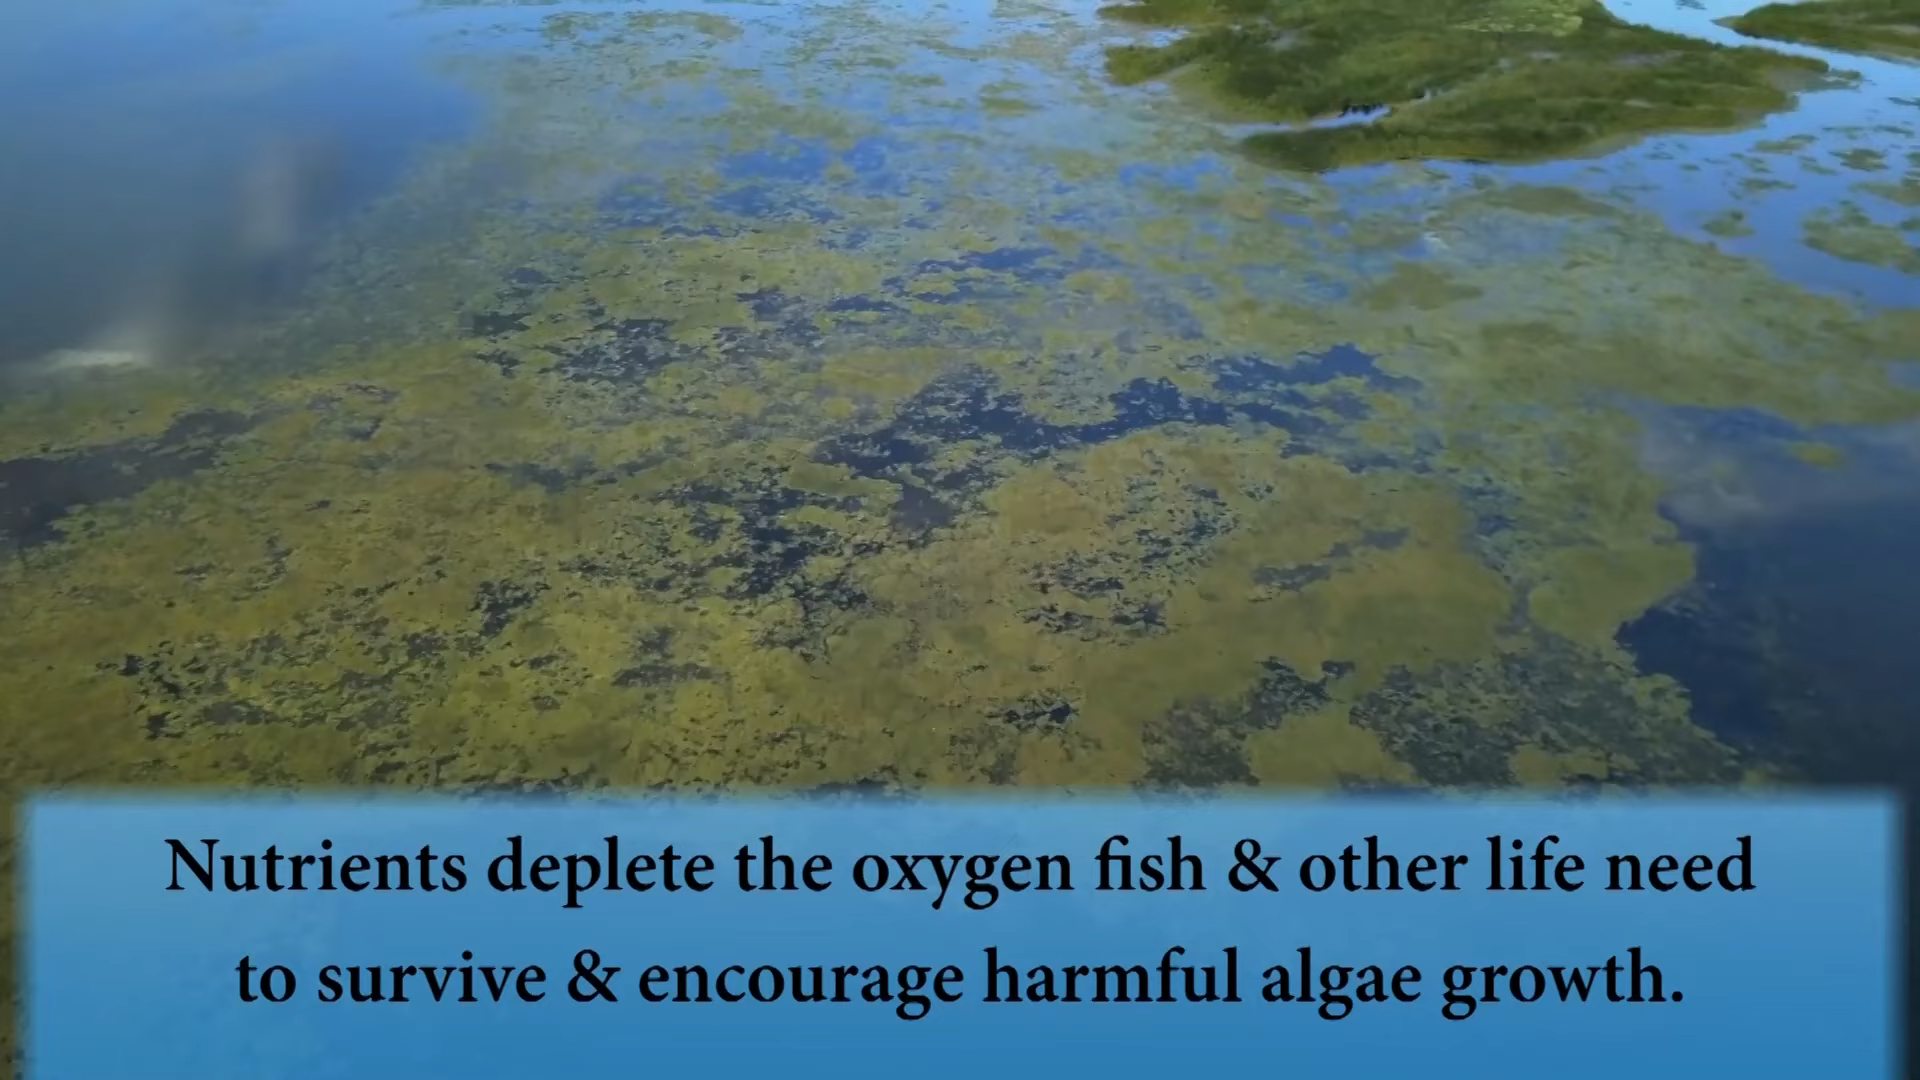 Nutrients deplete the oxygen fish & other life need
to survive & encourage harmful algae growth.